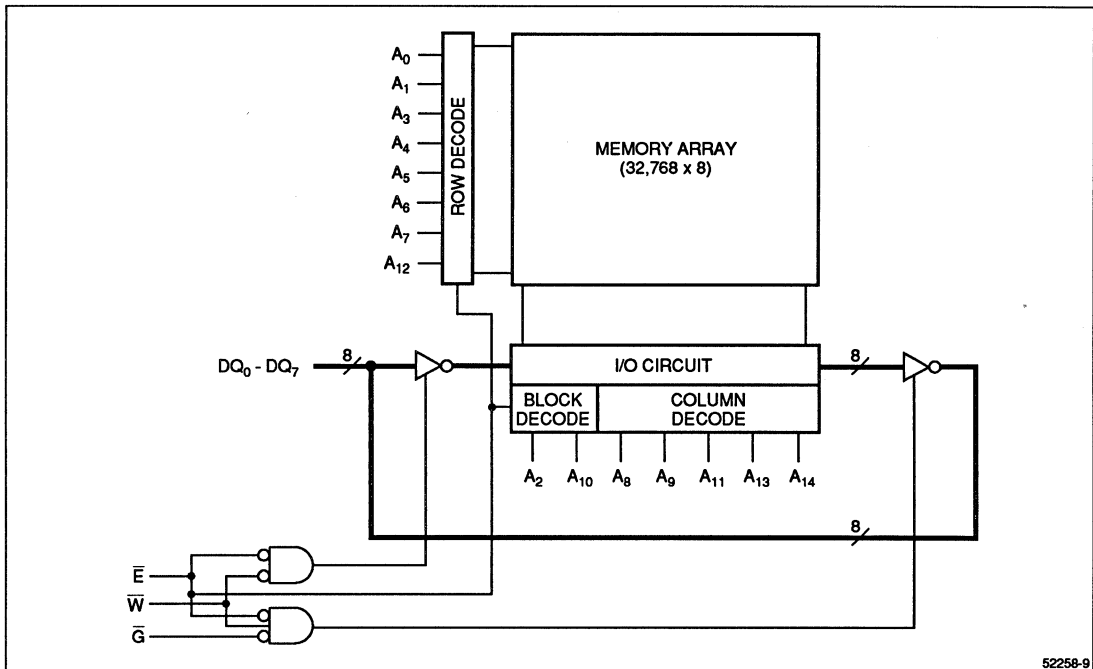 A0
A1
A3
A4
A5
A6
A7
A12
ROW DECODE
MEMORY ARRAY
(32,768 x 8)
DQ0 - DQ7
8
I/O CIRCUIT
8
BLOCK
DECODE
COLUMN
DECODE
A2 A10 A8 A9 A11 A13 A14
8
E̅
W̅
G̅
52258-9